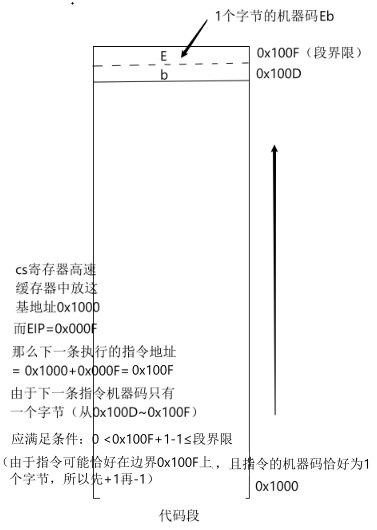 1个字节的机器码Eb
E
0x100F（段界限）
b
0x100D
cs寄存器高速
缓存器中放这
基地址0x1000
而EIP=0x000F
那么下一条执行的指令地址
= 0x1000+0x000F= 0x100F
由于下一条指令机器码只有
一个字节（从0x100D~0x100F）
应满足条件：0 <0x100F+1-1≤段界限
（由于指令可能恰好在边界0x100F上，且指令的机器码恰好为1
个字节，所以先+1再-1）
0x1000
代码段